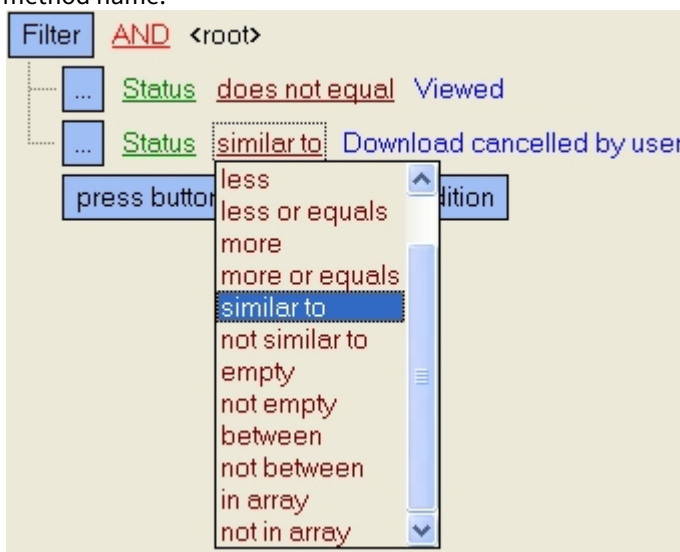 method name.
Filter AND <root>
... Status does not equal Viewed
... Status similar to Download cancelled by user
press button dition
less
less or equals
more
more or equals
similar to
not similar to
empty
not empty
between
not between
in array
not in array